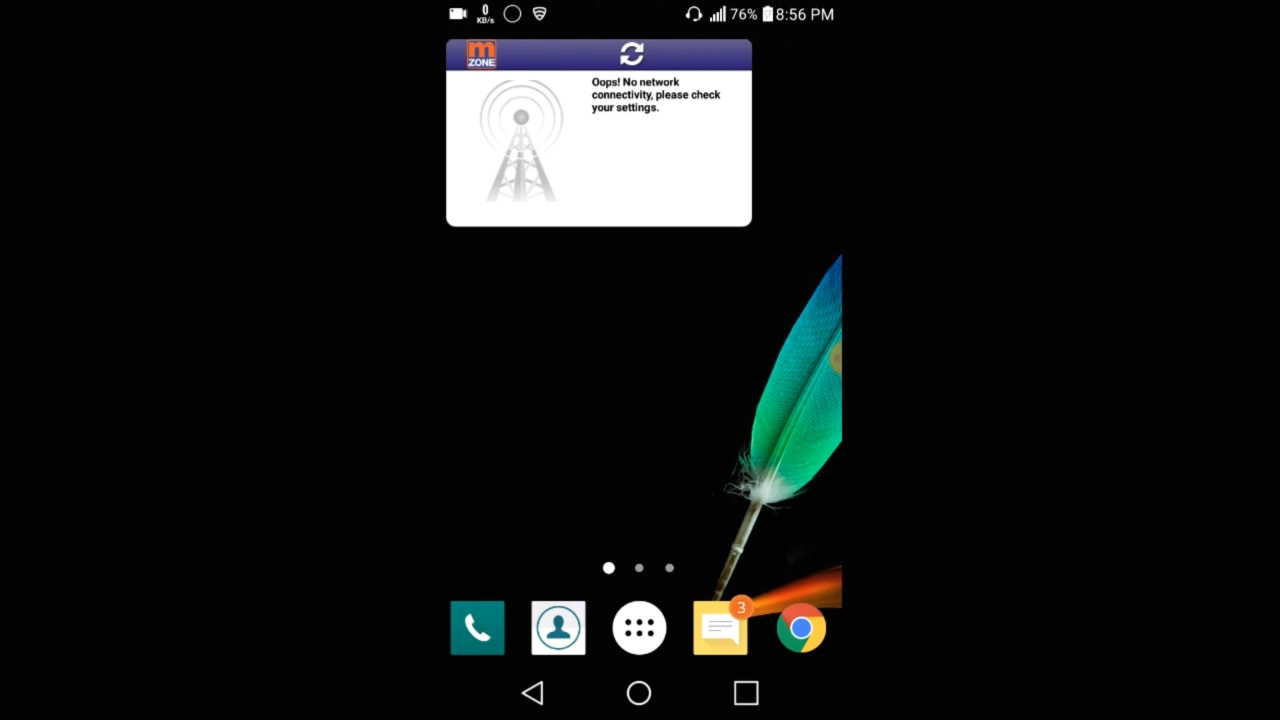 0
KB/s
76%
8:56 PM
m
ZONE
Oops! No network
connectivity, please check
your settings.
3